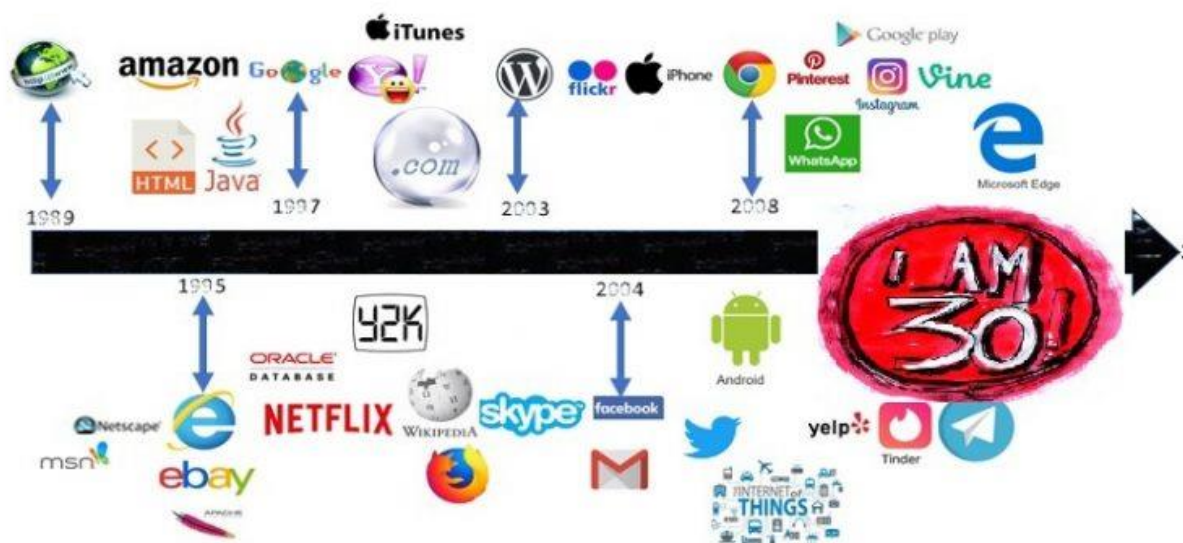 iTunes
Google play
amazon
Google
Y!
flickr
iPhone
Pinterest
Instagram
Vine
HTML
Java
.com
WhatsApp
Microsoft Edge
1989
1997
2003
2008
I AM
30!
1995
2004
Y2K
Android
ORACLE
DATABASE
Netscape
NETFLIX
WIKIPEDIA
skype
facebook
yelp
Tinder
msn
ebay
APACHE
THE INTERNET of
THINGS